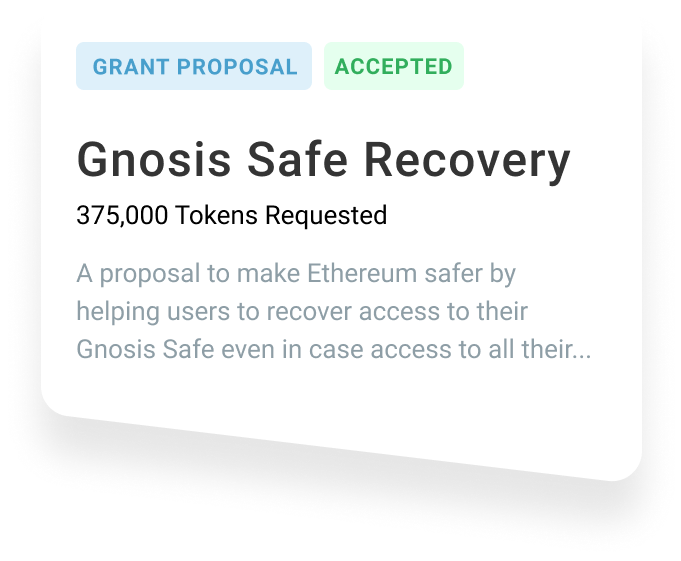 GRANT PROPOSAL ACCEPTED
Gnosis Safe Recovery
375,000 Tokens Requested
A proposal to make Ethereum safer by
helping users to recover access to their
Gnosis Safe even in case access to all their...